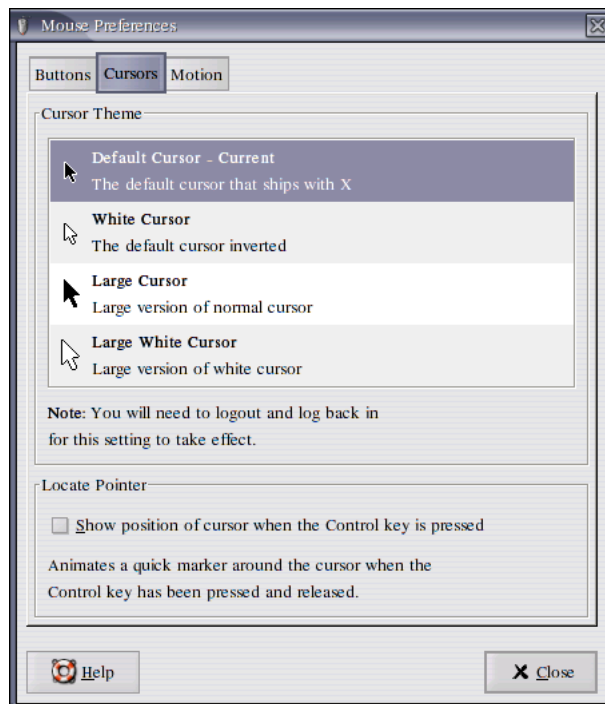 Mouse Preferences
Buttons Cursors Motion
Cursor Theme
Default Cursor - Current
The default cursor that ships with X
White Cursor
The default cursor inverted
Large Cursor
Large version of normal cursor
Large White Cursor
Large version of white cursor
Note: You will need to logout and log back in
for this setting to take effect.
Locate Pointer
Show position of cursor when the Control key is pressed
Animates a quick marker around the cursor when the
Control key has been pressed and released.
Help Close